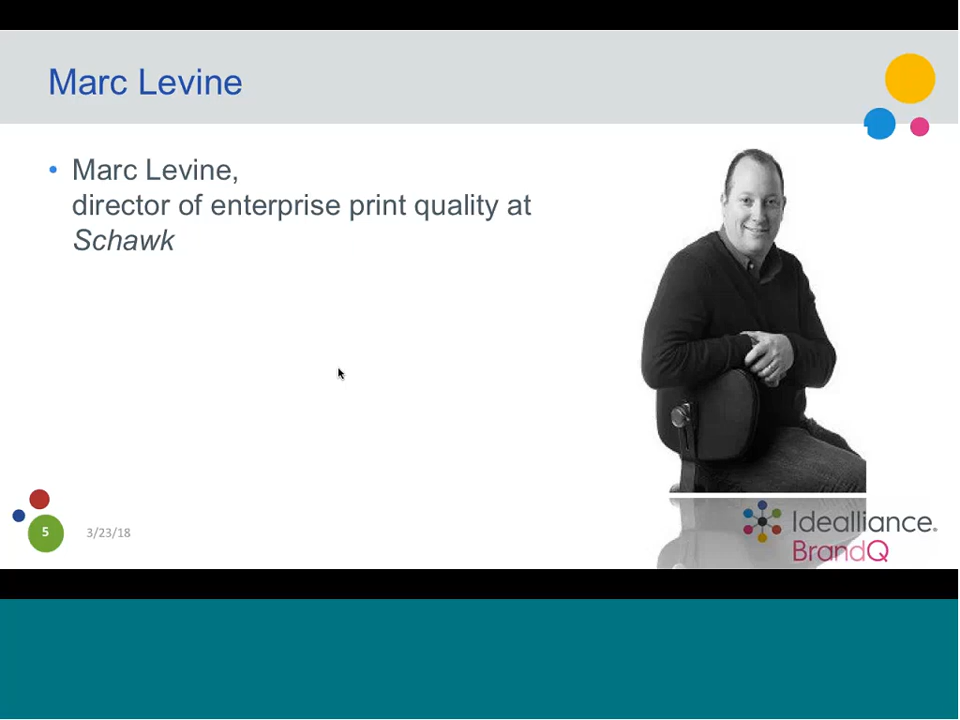 Marc Levine
• Marc Levine,
director of enterprise print quality at
Schawk
5
3/23/18
Idealliance®
BrandQ